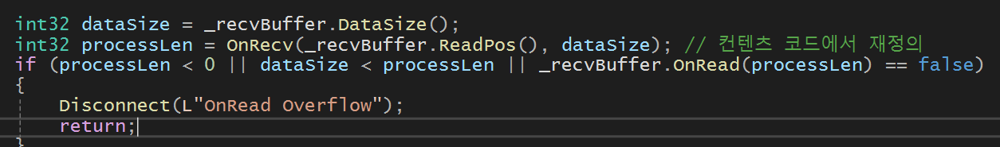 int32 dataSize = _recvBuffer.DataSize();
int32 processLen = OnRecv(_recvBuffer.ReadPos(), dataSize); // 컨텐츠 코드에서 재정의
if (processLen < 0 || dataSize < processLen || _recvBuffer.OnRead(processLen) == false)
{
    Disconnect(L"OnRead Overflow");
    return;
}